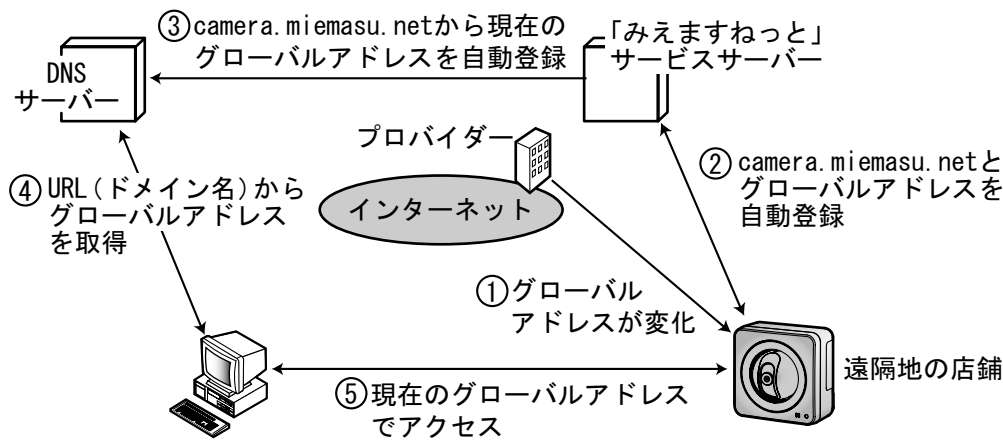 ③camera.miemasu.netから現在の
グローバルアドレスを自動登録
「みえますねっと」
サービスサーバー
DNS
サーバー
プロバイダー
②camera.miemasu.netと
グローバルアドレスを
自動登録
④URL(ドメイン名)から
グローバルアドレス
を取得
インターネット
①グローバル
アドレスが変化
遠隔地の店舗
⑤現在のグローバルアドレス
でアクセス